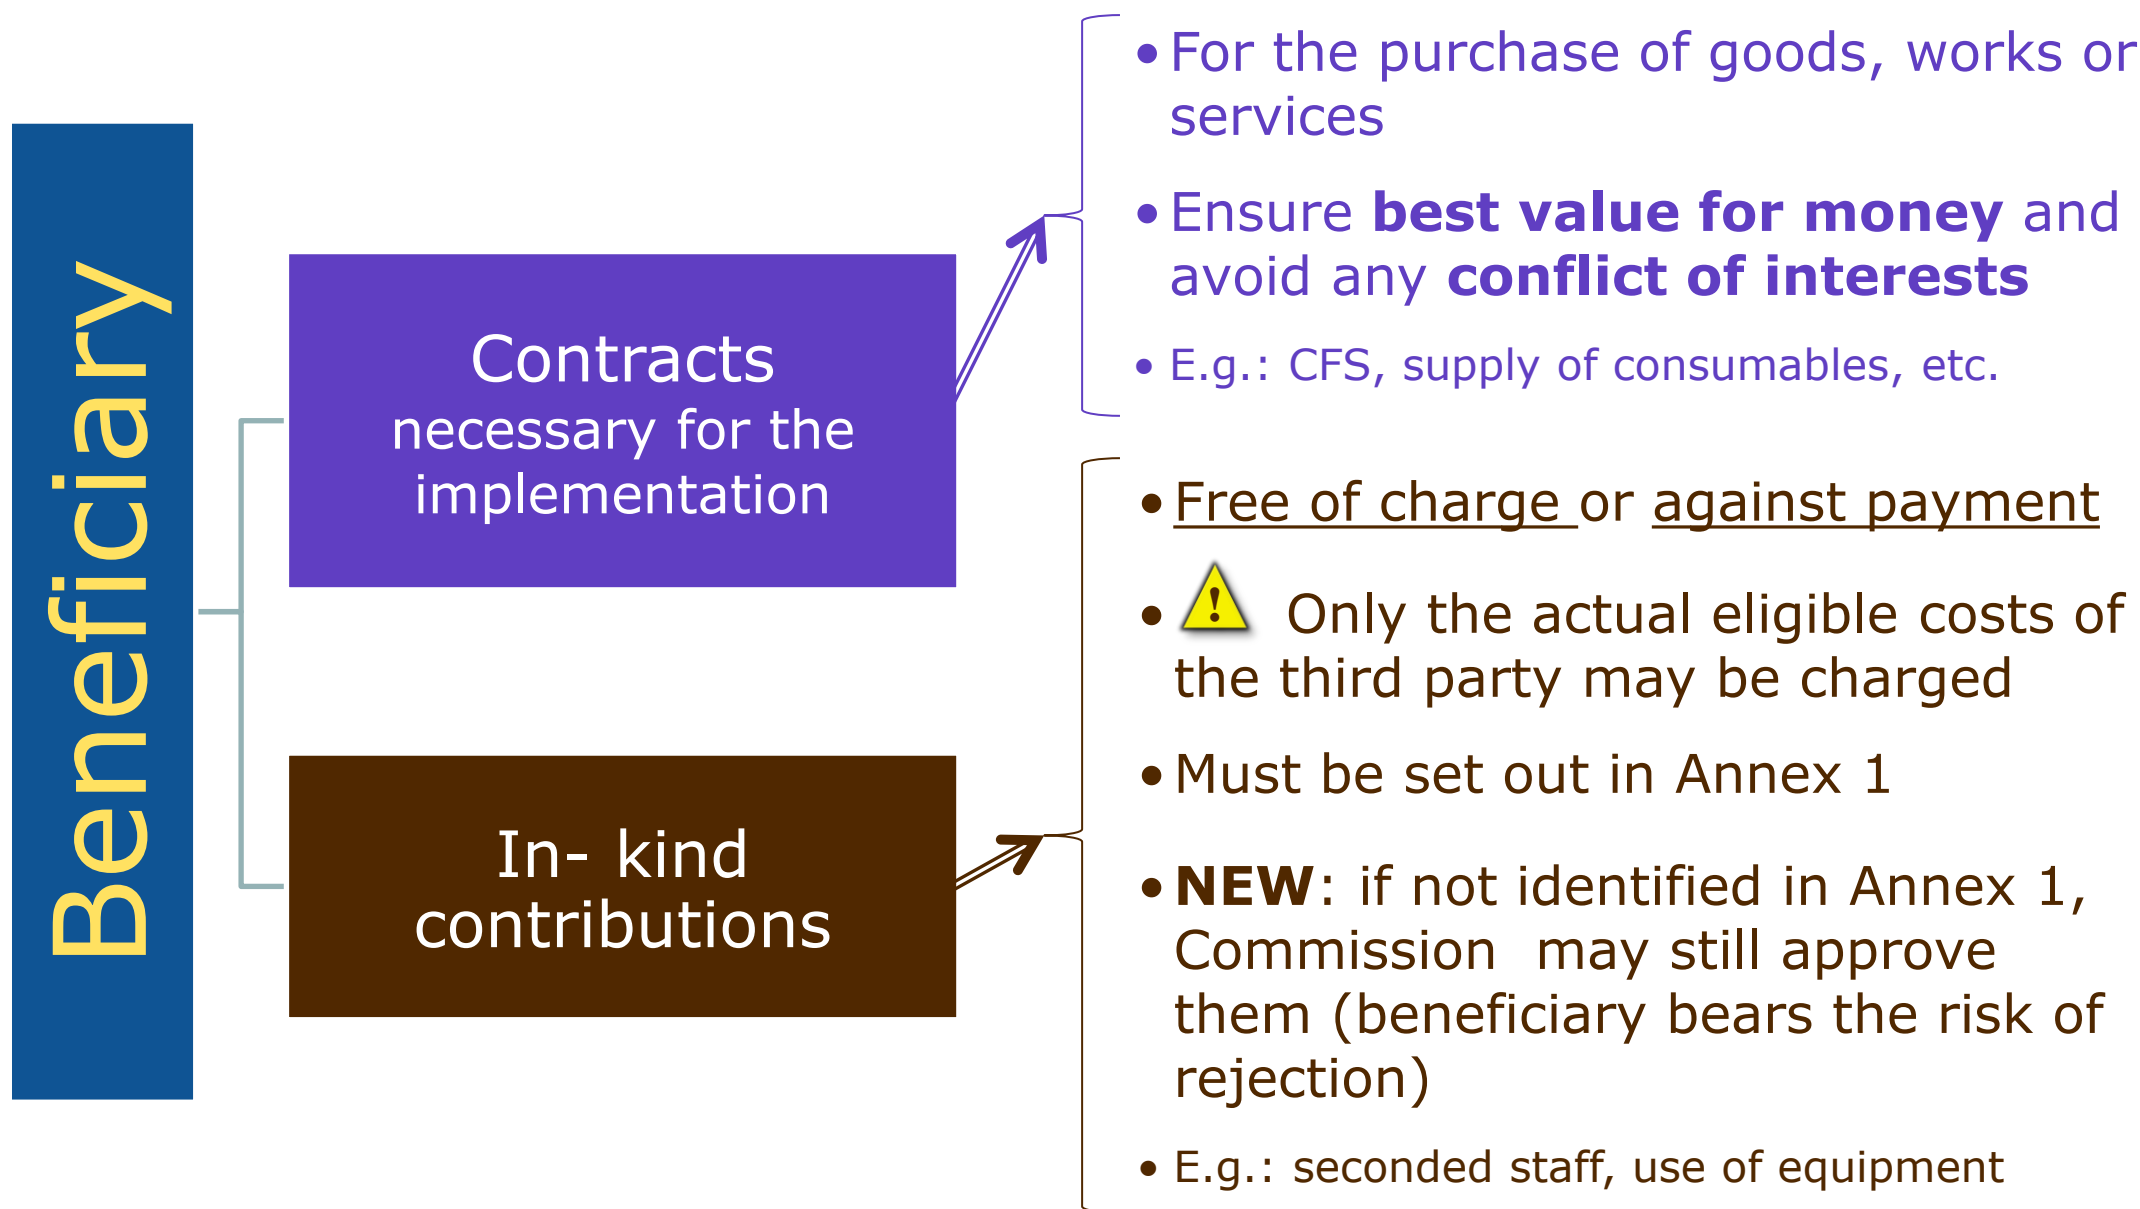 Beneficiary
Contracts
necessary for the
implementation
• For the purchase of goods, works or
services
• Ensure best value for money and
avoid any conflict of interests
• E.g.: CFS, supply of consumables, etc.
In- kind
contributions
• Free of charge or against payment
• ! Only the actual eligible costs of
the third party may be charged
• Must be set out in Annex 1
• NEW: if not identified in Annex 1,
Commission may still approve
them (beneficiary bears the risk of
rejection)
• E.g.: seconded staff, use of equipment